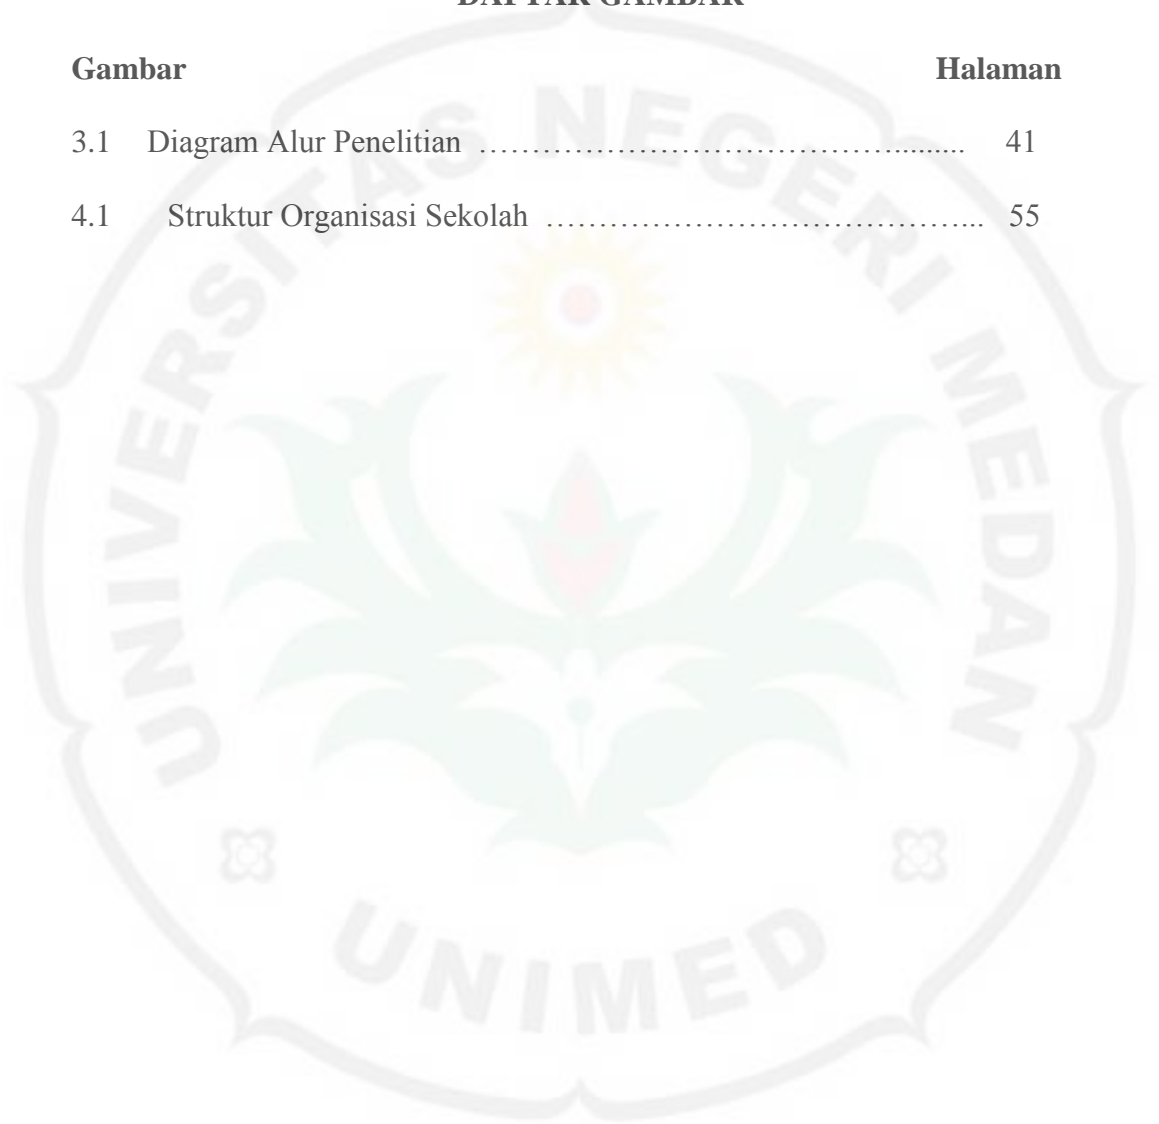 DAFTAR GAMBAR
Gambar Halaman
3.1 Diagram Alur Penelitian ………………………………….......... 41
4.1 Struktur Organisasi Sekolah ………………………………….... 55
UNIVERSITAS NEGERI MEDAN
UNIMED